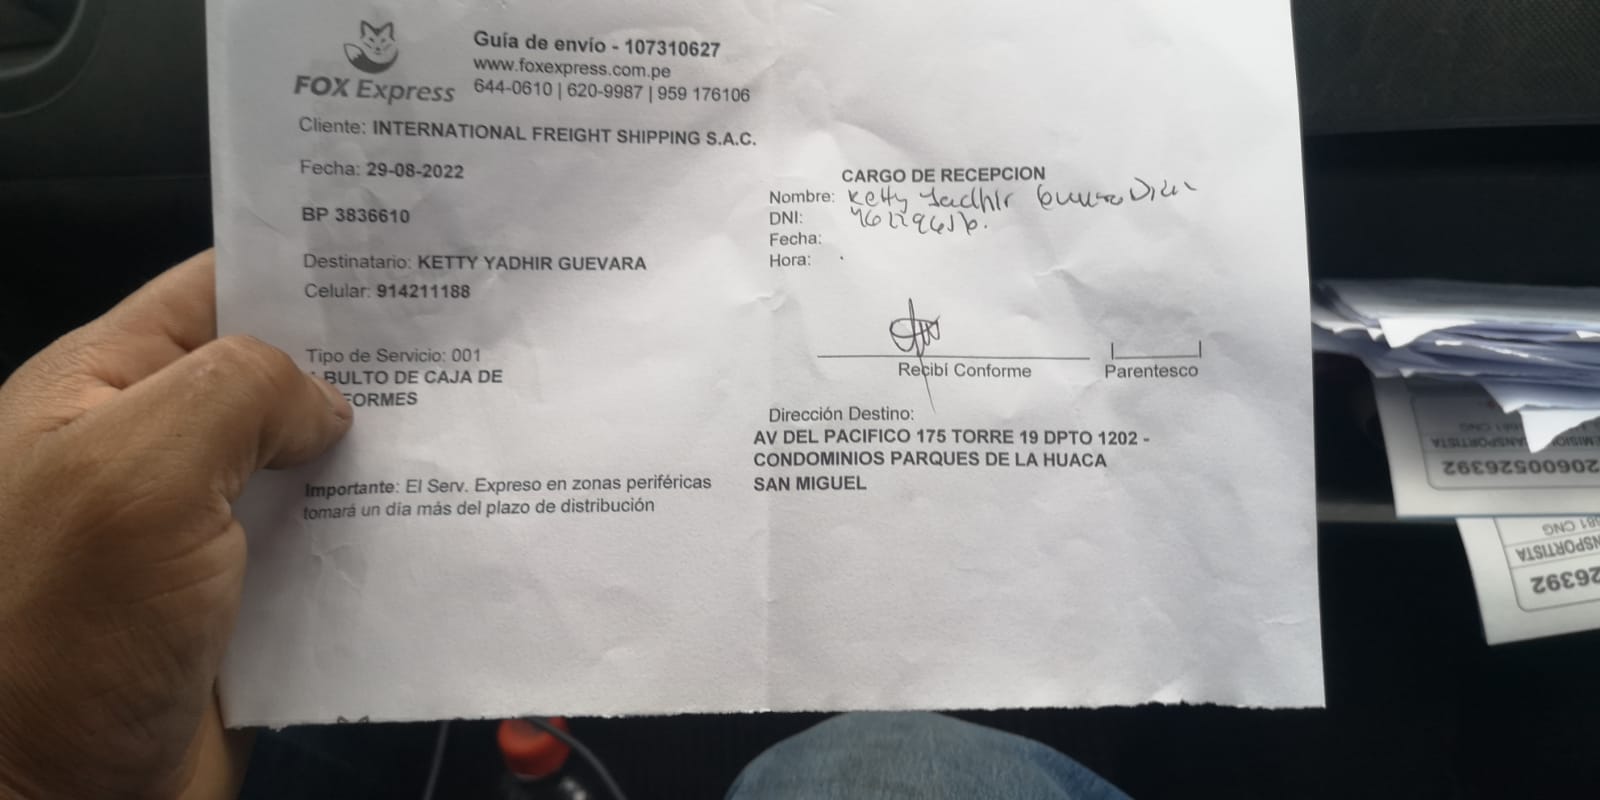 FOX Express
Guía de envío - 107310627
www.foxexpress.com.pe
644-0610 | 620-9987 | 959 176106
Cliente: INTERNATIONAL FREIGHT SHIPPING S.A.C.
Fecha: 29-08-2022
BP 3836610
Destinatario: KETTY YADHIR GUEVARA
Celular: 914211188
Tipo de Servicio: 001
BULTO DE CAJA DE
FORMES
Importante: El Serv. Expreso en zonas periféricas
tomará un día más del plazo de distribución
CARGO DE RECEPCION
Nombre: Ketty
DNI:
Fecha:
Hora:
Recibí Conforme
Parentesco
Dirección Destino:
AV DEL PACIFICO 175 TORRE 19 DPTO 1202 -
CONDOMINIOS PARQUES DE LA HUACA
SAN MIGUEL
20600526392
TRANSPORTISTA
26392